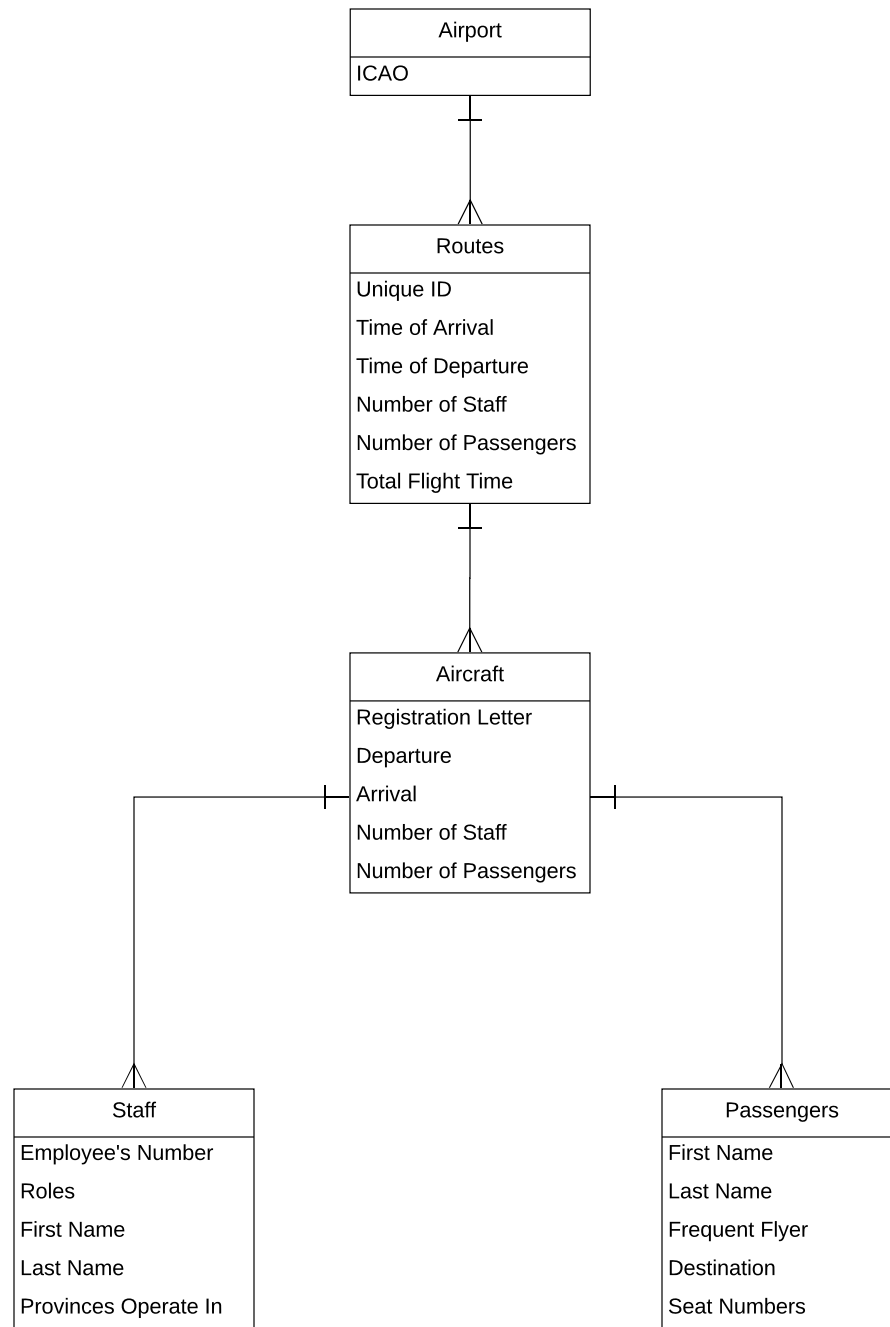 Airport
ICAO
Routes
Unique ID
Time of Arrival
Time of Departure
Number of Staff
Number of Passengers
Total Flight Time
Aircraft
Registration Letter
Departure
Arrival
Number of Staff
Number of Passengers
Staff
Employee's Number
Roles
First Name
Last Name
Provinces Operate In
Passengers
First Name
Last Name
Frequent Flyer
Destination
Seat Numbers